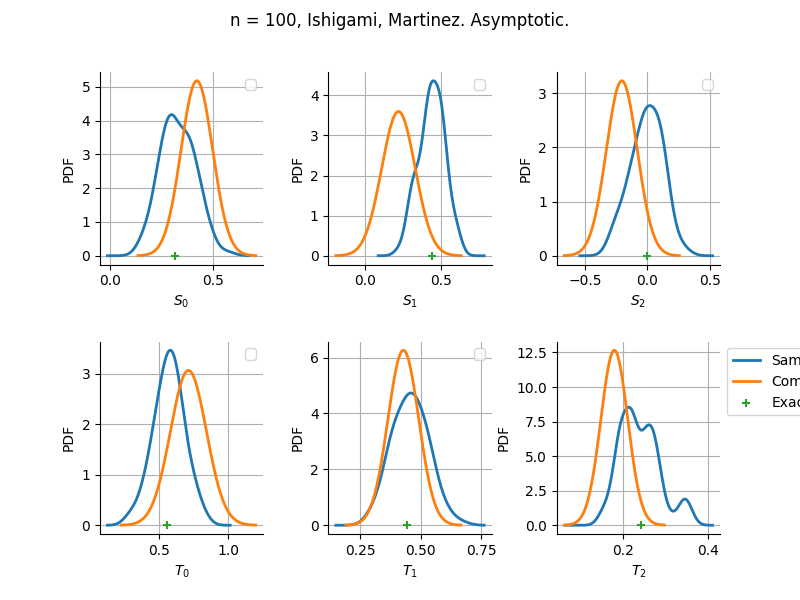 n = 100, Ishigami, Martinez. Asymptotic.
PDF
5
4
3
2
1
0
0.0
0.5
S0
PDF
4
3
2
1
0
0.0
0.5
S1
PDF
3
2
1
0
−0.5
0.0
0.5
S2
PDF
3
2
1
0
0.5
1.0
T0
PDF
6
4
2
0
0.25
0.50
0.75
T1
PDF
12.5
10.0
7.5
5.0
2.5
0.0
0.2
0.4
T2
Sam
Com
Exac